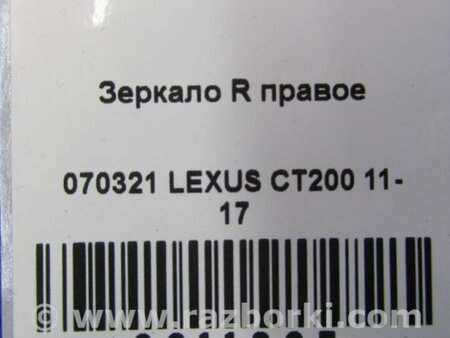 Зеркало R правое
070321 LEXUS CT200 11-
17
www.razborki.com